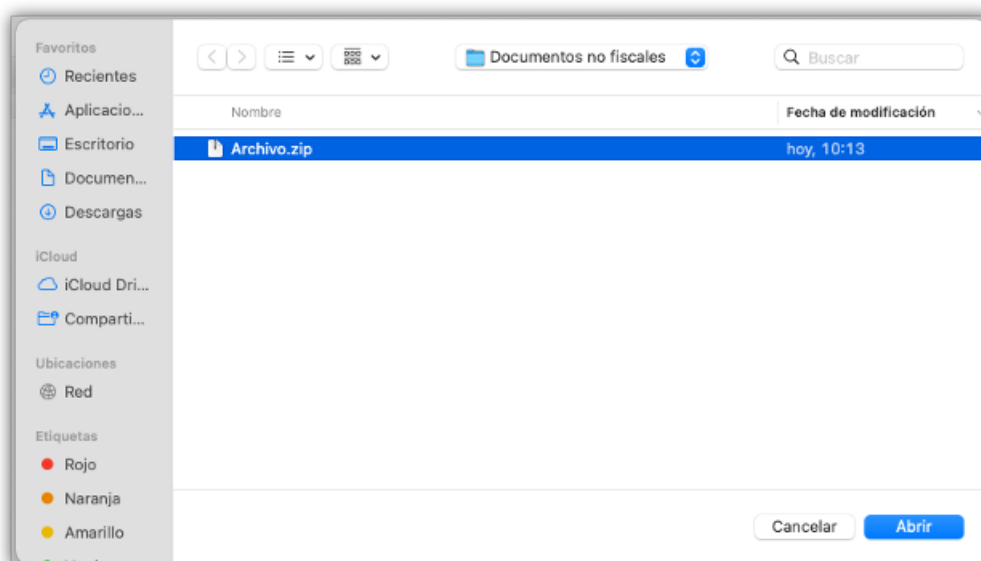 Favoritos
Recientes
Aplicacio...
Escritorio
Documen...
Descargas
iCloud
iCloud Dri...
Comparti...
Ubicaciones
Red
Etiquetas
Rojo
Naranja
Amarillo
Documentos no fiscales
Buscar
Nombre Fecha de modificación
Archivo.zip hoy, 10:13
Cancelar Abrir